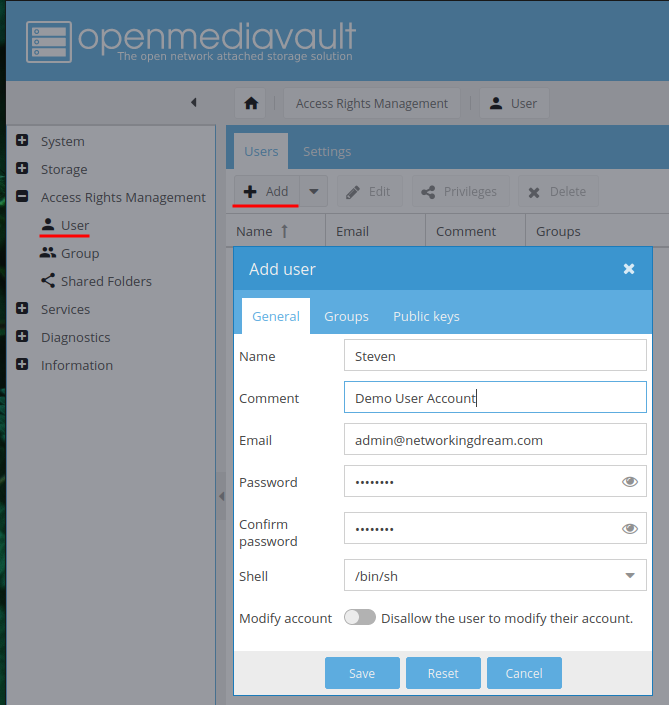 openmediavault
The open network attached storage solution
Access Rights Management
User
System
Storage
Access Rights Management
User
Group
Shared Folders
Services
Diagnostics
Information
Users Settings
Add Edit Privileges Delete
Name Email Comment Groups
Add user
General Groups Public keys
Name Steven
Comment Demo User Account
Email admin@networkingdream.com
Password ••••••••
Confirm
password ••••••••
Shell /bin/sh
Modify account Disallow the user to modify their account.
Save Reset Cancel